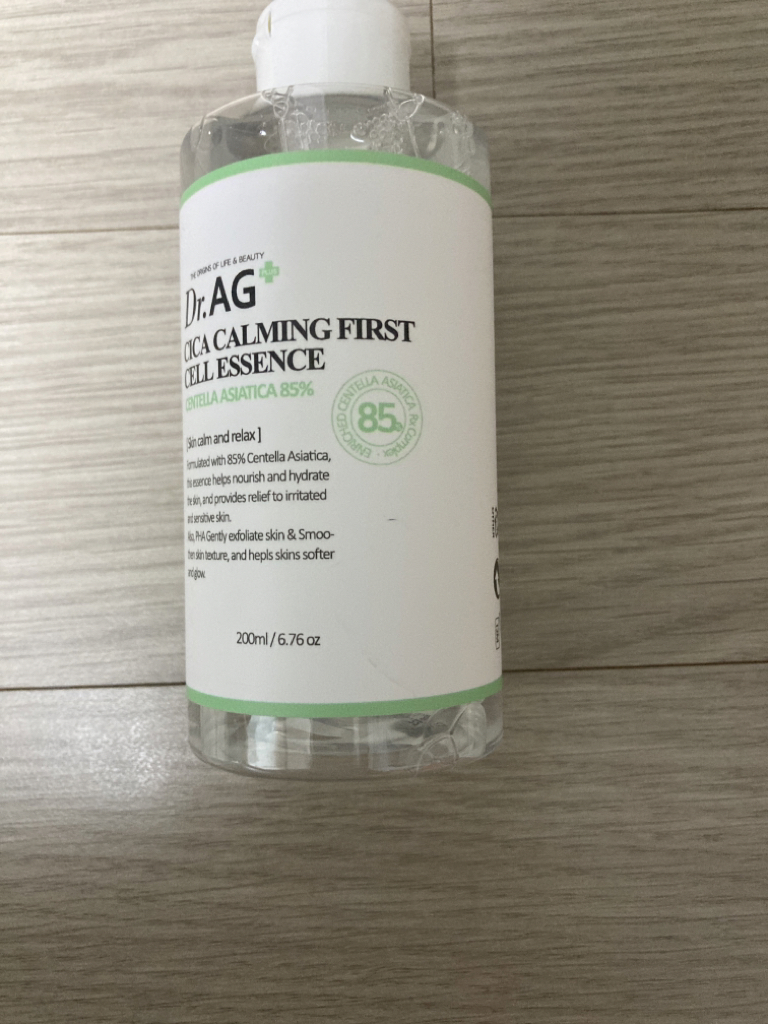 THE ORIGINS OF LIFE & BEAUTY
Dr.AG
PLUS
CICA CALMING FIRST
CELL ESSENCE
CENTELLA ASIATICA 85%
ENRICHED CENTELLA ASIATICA Rx Complex
85%
[Skin calm and relax]
Formulated with 85% Centella Asiatica,
this essence helps nourish and hydrate
the skin, and provides relief to irritated
and sensitive skin.
Also, PHA Gently exfoliate skin & Smoo-
then skin texture, and hepls skins softer
and glow.
200ml / 6.76 oz